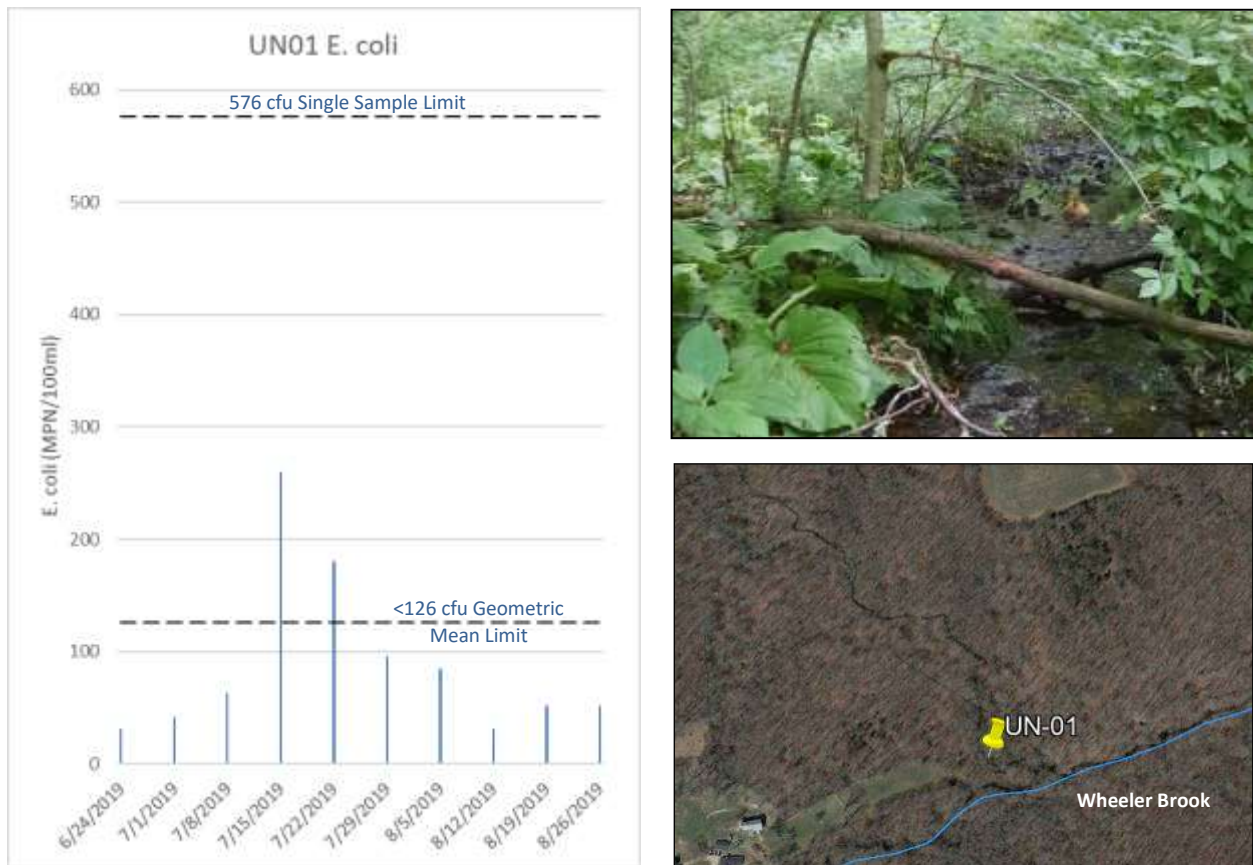 UN01 E. coli
600
576 cfu Single Sample Limit
500
400
E. coli (MPN/100ml)
300
200
<126 cfu Geometric
Mean Limit
100
0
6/24/2019
7/1/2019
7/8/2019
7/15/2019
7/22/2019
7/29/2019
8/5/2019
8/12/2019
8/19/2019
8/26/2019
UN-01
Wheeler Brook